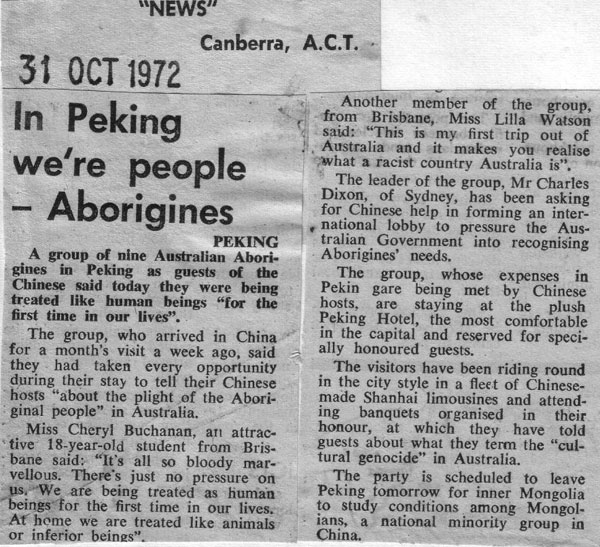 "NEWS"
Canberra, A.C.T.
31 OCT 1972
In Peking
we're people
– Aborigines
PEKING
A group of nine Australian Abori-
gines in Peking as guests of the
Chinese said today they were being
treated like human beings "for the
first time in our lives".
The group, who arrived in China
for a month's visit a week ago, said
they had taken every opportunity
during their stay to tell their Chinese
hosts "about the plight of the Abori-
ginal people" in Australia.
Miss Cheryl Buchanan, an attrac-
tive 18-year-old student from Bris-
bane said: "It's all so bloody mar-
vellous. There's just no pressure on
us. We are being treated as human
beings for the first time in our lives.
At home we are treated like animals
or inferior beings".
Another member of the group,
from Brisbane, Miss Lilla Watson
said: "This is my first trip out of
Australia and it makes you realise
what a racist country Australia is".
The leader of the group, Mr Charles
Dixon, of Sydney, has been asking
for Chinese help in forming an inter-
national lobby to pressure the Aus-
tralian Government into recognising
Aborigines' needs.
The group, whose expenses in
Pekin gare being met by Chinese
hosts, are staying at the plush
Peking Hotel, the most comfortable
in the capital and reserved for speci-
ally honoured guests.
The visitors have been riding round
in the city style in a fleet of Chinese-
made Shanhai limousines and attend-
ing banquets organised in their
honour, at which they have told
guests about what they term the "cul-
tural genocide" in Australia.
The party is scheduled to leave
Peking tomorrow for inner Mongolia
to study conditions among Mongol-
ians, a national minority group in
China.